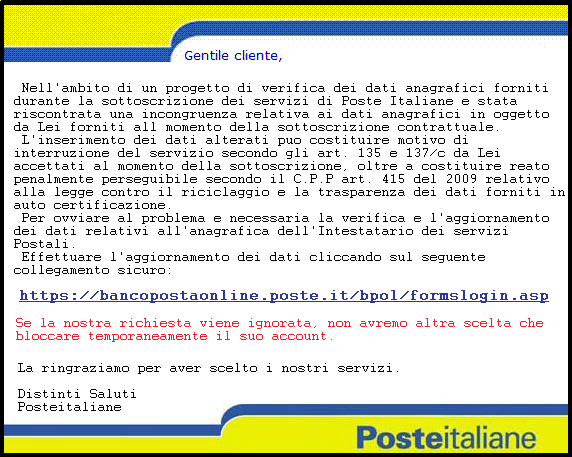 Gentile cliente,
Nell'ambito di un progetto di verifica dei dati anagrafici forniti
durante la sottoscrizione dei servizi di Poste Italiane e stata
riscontrata una incongruenza relativa ai dati anagrafici in oggetto
da Lei forniti all momento della sottoscrizione contrattuale.
L'inserimento dei dati alterati puo costituire motivo di
interruzione del servizio secondo gli art. 135 e 137/c da Lei
accettati al momento della sottoscrizione, oltre a costituire reato
penalmente perseguibile secondo il C.P.P art. 415 del 2009 relativo
alla legge contro il riciclaggio e la trasparenza dei dati forniti in
auto certificazione.
Per ovviare al problema e necessaria la verifica e l'aggiornamento
dei dati relativi all'anagrafica dell'Intestatario dei servizi
Postali.
Effettuare l'aggiornamento dei dati cliccando sul seguente
collegamento sicuro:
https://bancopostaonline.poste.it/bpol/formslogin.asp
Se la nostra richiesta viene ignorata, non avremo altra scelta che
bloccare temporaneamente il suo account.
La ringraziamo per aver scelto i nostri servizi.
Distinti Saluti
Posteitaliane
Posteitaliane